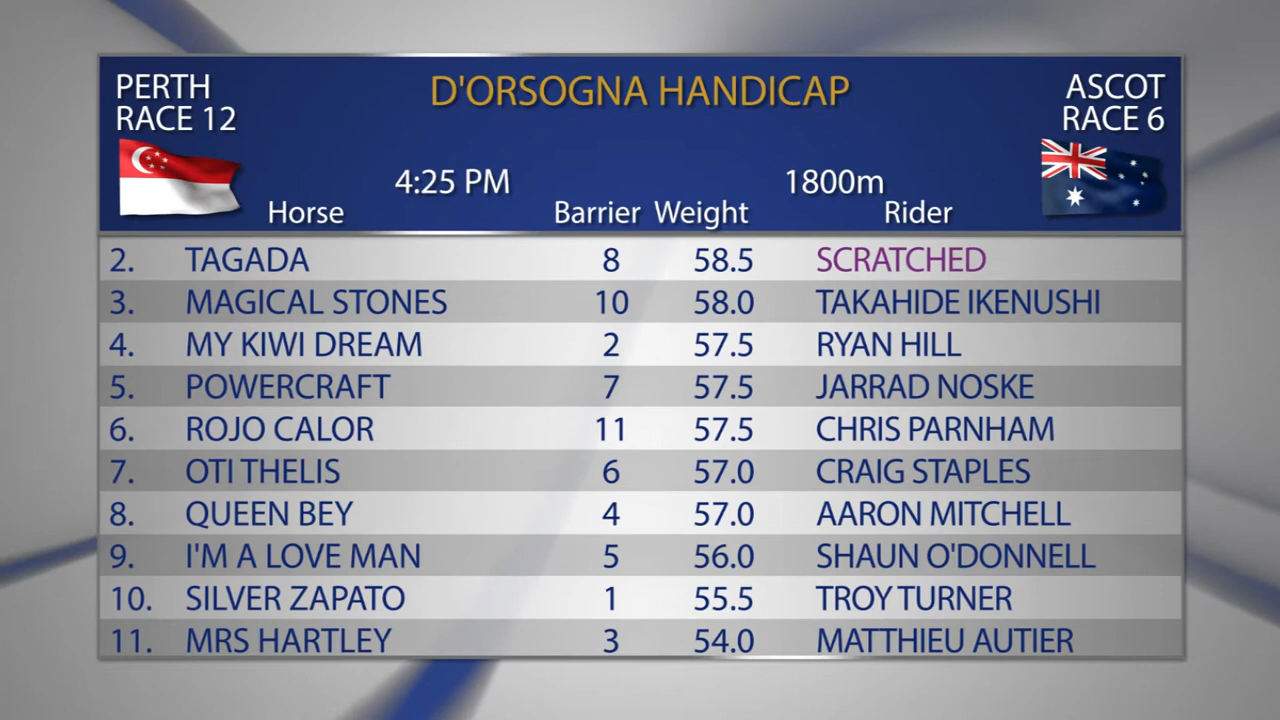 PERTH
RACE 12
D'ORSOGNA HANDICAP
ASCOT
RACE 6
4:25 PM 1800m
Horse Barrier Weight Rider
2. TAGADA 8 58.5 SCRATCHED
3. MAGICAL STONES 10 58.0 TAKAHIDE IKENUSHI
4. MY KIWI DREAM 2 57.5 RYAN HILL
5. POWERCRAFT 7 57.5 JARRAD NOSKE
6. ROJO CALOR 11 57.5 CHRIS PARNHAM
7. OTI THELIS 6 57.0 CRAIG STAPLES
8. QUEEN BEY 4 57.0 AARON MITCHELL
9. I'M A LOVE MAN 5 56.0 SHAUN O'DONNELL
10. SILVER ZAPATO 1 55.5 TROY TURNER
11. MRS HARTLEY 3 54.0 MATTHIEU AUTIER